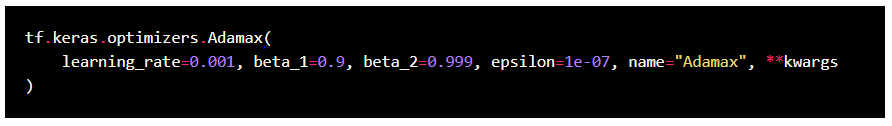 tf.keras.optimizers.Adamax(
    learning_rate=0.001, beta_1=0.9, beta_2=0.999, epsilon=1e-07, name="Adamax", **kwargs
)